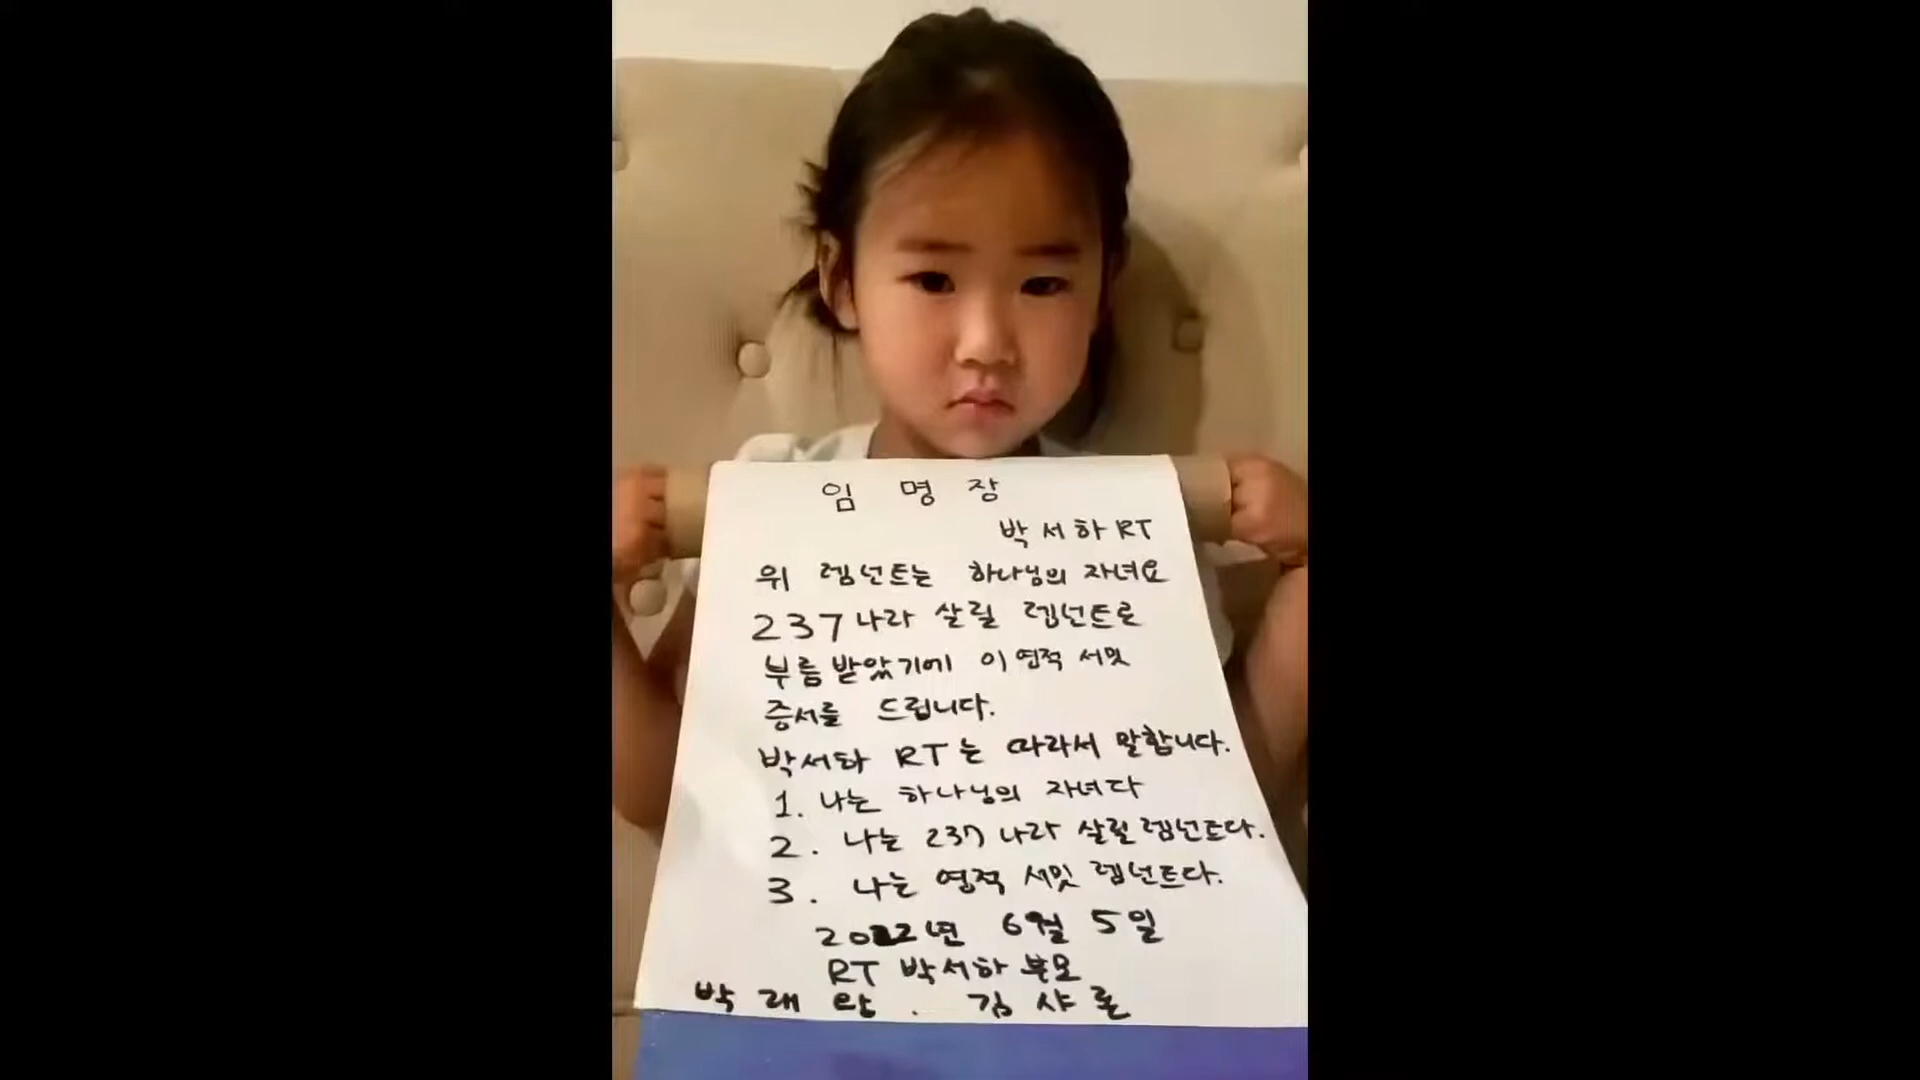 임 명 장
박서하 RT
위 렘넌트는 하나님의 자녀요
237나라 살릴 렘넌트로
부름 받았기에 이 영적 서밋
증서를 드립니다.
박서하 RT는 따라서 말합니다.
1. 나는 하나님의 자녀다
2. 나는 237나라 살릴 렘넌트다.
3. 나는 영적 서밋 렘넌트다.
2022년 6월 5일
RT 박서하 부모
박 래 . 김 샤 론